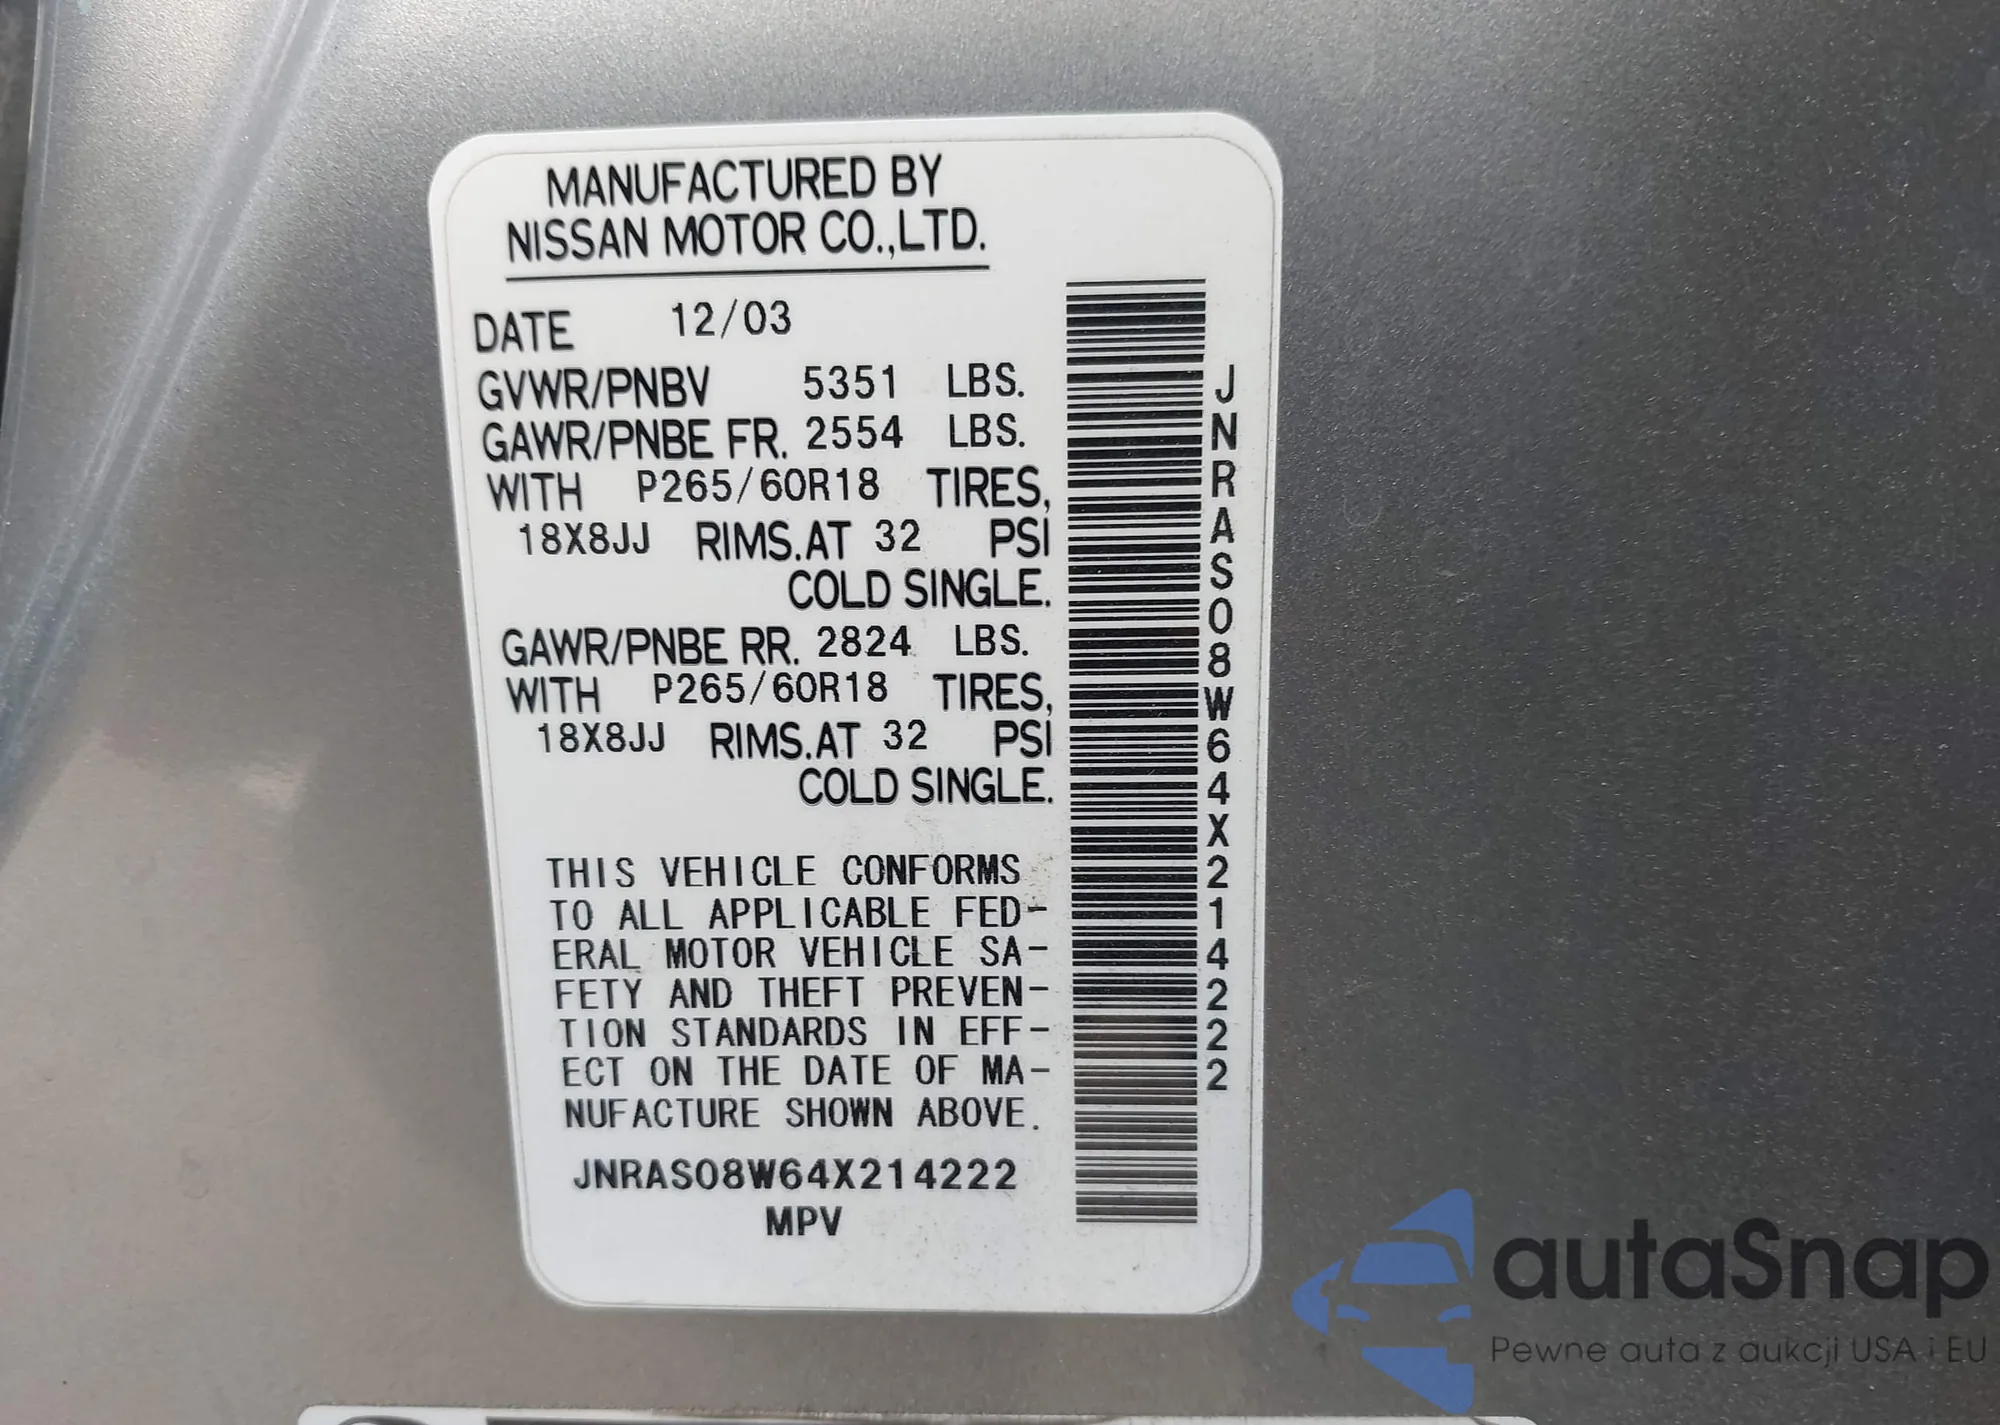 MANUFACTURED BY
NISSAN MOTOR CO.,LTD.
DATE 12/03
GVWR/PNBV 5351 LBS.
GAWR/PNBE FR. 2554 LBS.
WITH P265/60R18 TIRES,
18X8JJ RIMS.AT 32 PSI
COLD SINGLE.
GAWR/PNBE RR. 2824 LBS.
WITH P265/60R18 TIRES,
18X8JJ RIMS.AT 32 PSI
COLD SINGLE.
THIS VEHICLE CONFORMS
TO ALL APPLICABLE FED-
ERAL MOTOR VEHICLE SA-
FETY AND THEFT PREVEN-
TION STANDARDS IN EFF-
ECT ON THE DATE OF MA-
NUFACTURE SHOWN ABOVE.
JNRAS08W64X214222
MPV
JNRAS08W64X214222
autaSnap
Pewne auta z aukcji USA i EU